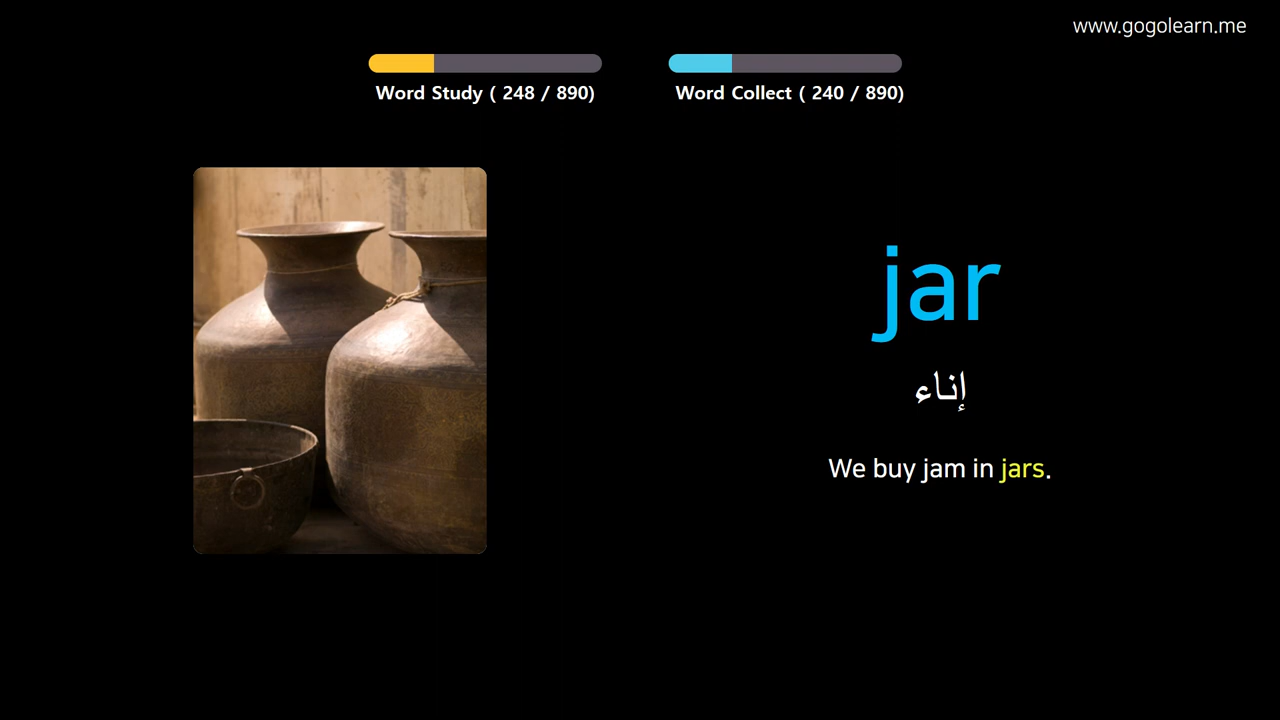 www.gogolearn.me
Word Study ( 248 / 890)
Word Collect ( 240 / 890)
jar
إناء
We buy jam in jars.